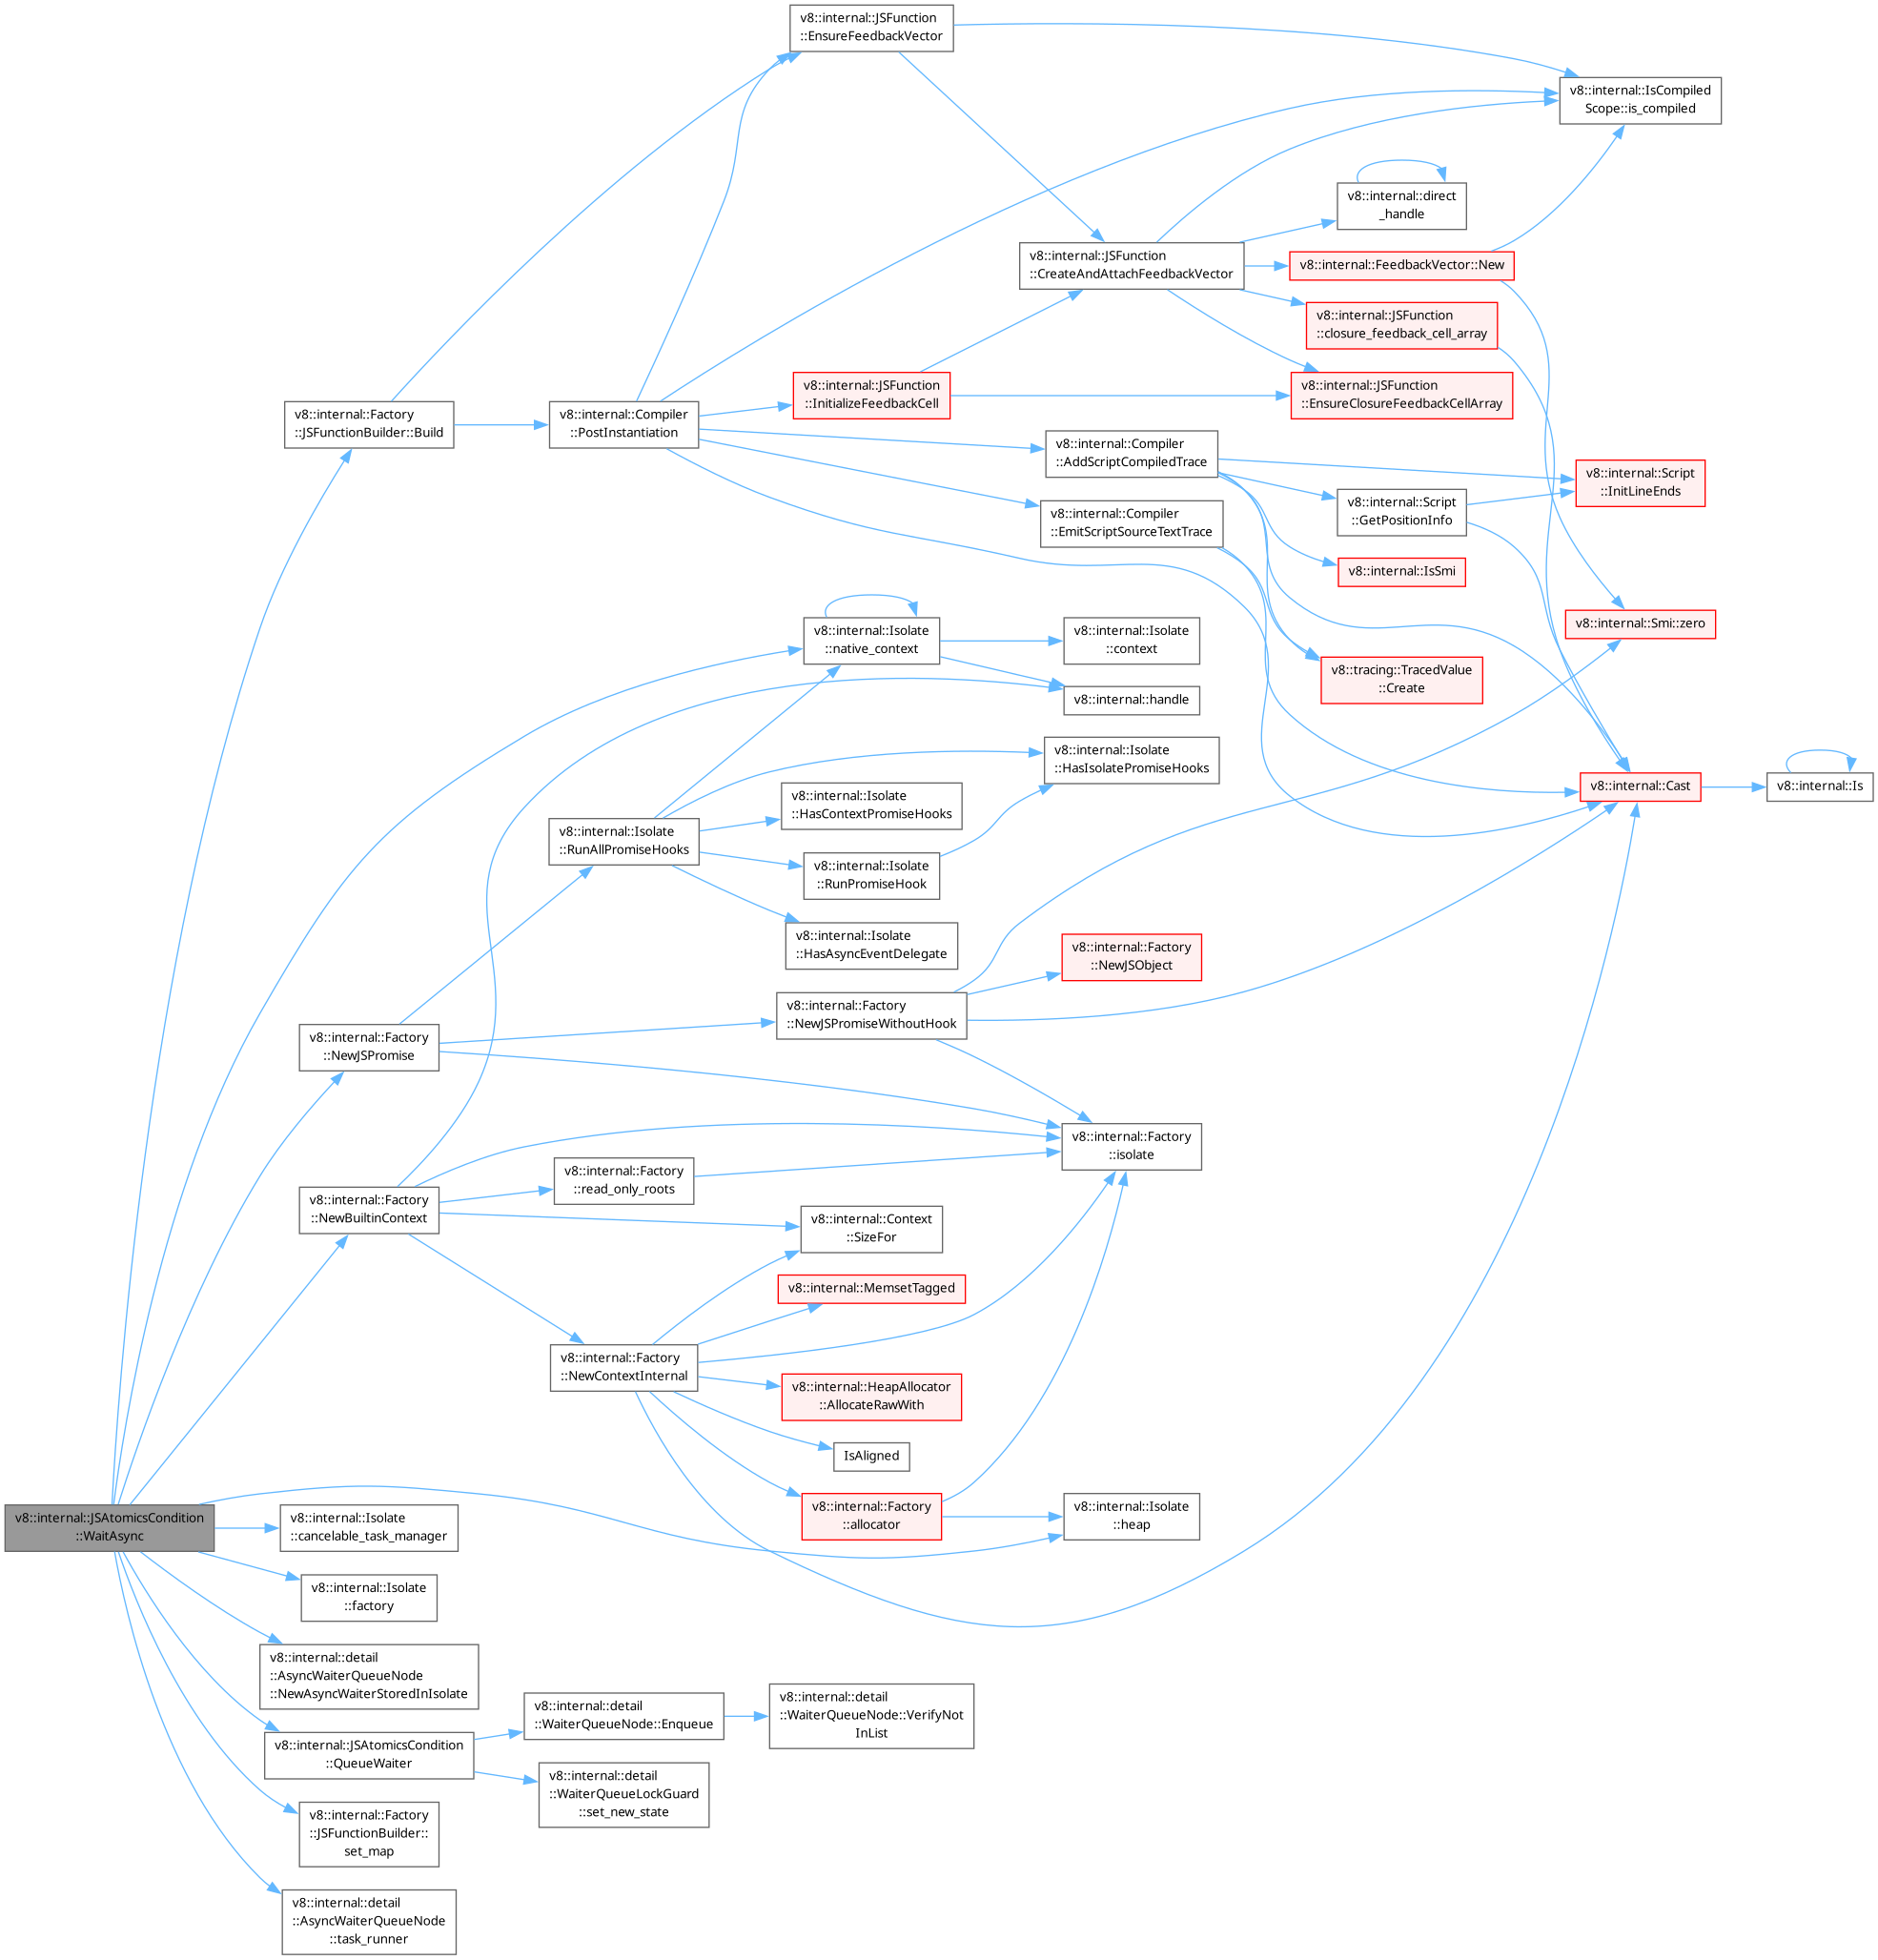 v8::internal::JSFunction
::EnsureFeedbackVector
v8::internal::IsCompiled
Scope::is_compiled
v8::internal::direct
_handle
v8::internal::JSFunction
::CreateAndAttachFeedbackVector
v8::internal::FeedbackVector::New
v8::internal::JSFunction
::closure_feedback_cell_array
v8::internal::JSFunction
::InitializeFeedbackCell
v8::internal::JSFunction
::EnsureClosureFeedbackCellArray
v8::internal::Factory
::JSFunctionBuilder::Build
v8::internal::Compiler
::PostInstantiation
v8::internal::Compiler
::AddScriptCompiledTrace
v8::internal::Script
::InitLineEnds
v8::internal::Script
::GetPositionInfo
v8::internal::Compiler
::EmitScriptSourceTextTrace
v8::internal::IsSmi
v8::internal::Isolate
::native_context
v8::internal::Isolate
::context
v8::internal::Smi::zero
v8::tracing::TracedValue
::Create
v8::internal::handle
v8::internal::Isolate
::HasIsolatePromiseHooks
v8::internal::Cast
v8::internal::Is
v8::internal::Isolate
::HasContextPromiseHooks
v8::internal::Isolate
::RunAllPromiseHooks
v8::internal::Isolate
::RunPromiseHook
v8::internal::Isolate
::HasAsyncEventDelegate
v8::internal::Factory
::NewJSObject
v8::internal::Factory
::NewJSPromiseWithoutHook
v8::internal::Factory
::NewJSPromise
v8::internal::Factory
::isolate
v8::internal::Factory
::read_only_roots
v8::internal::Factory
::NewBuiltinContext
v8::internal::Context
::SizeFor
v8::internal::MemsetTagged
v8::internal::Factory
::NewContextInternal
v8::internal::HeapAllocator
::AllocateRawWith
IsAligned
v8::internal::Factory
::allocator
v8::internal::Isolate
::heap
v8::internal::JSAtomicsCondition
::WaitAsync
v8::internal::Isolate
::cancelable_task_manager
v8::internal::Isolate
::factory
v8::internal::detail
::AsyncWaiterQueueNode
::NewAsyncWaiterStoredInIsolate
v8::internal::detail
::WaiterQueueNode::Enqueue
v8::internal::detail
::WaiterQueueNode::VerifyNot
InList
v8::internal::JSAtomicsCondition
::QueueWaiter
v8::internal::detail
::WaiterQueueLockGuard
::set_new_state
v8::internal::Factory
::JSFunctionBuilder::
set_map
v8::internal::detail
::AsyncWaiterQueueNode
::task_runner